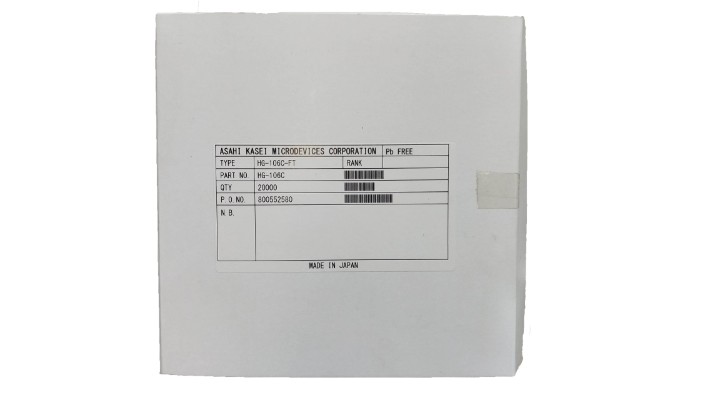 ASAHI KASEI MICRODEVICES CORPORATION Pb FREE
TYPE HG-106C-FT RANK
PART NO HG-106C
QTY 20000
P.O.NO. 800552580
N.B.
MADE IN JAPAN